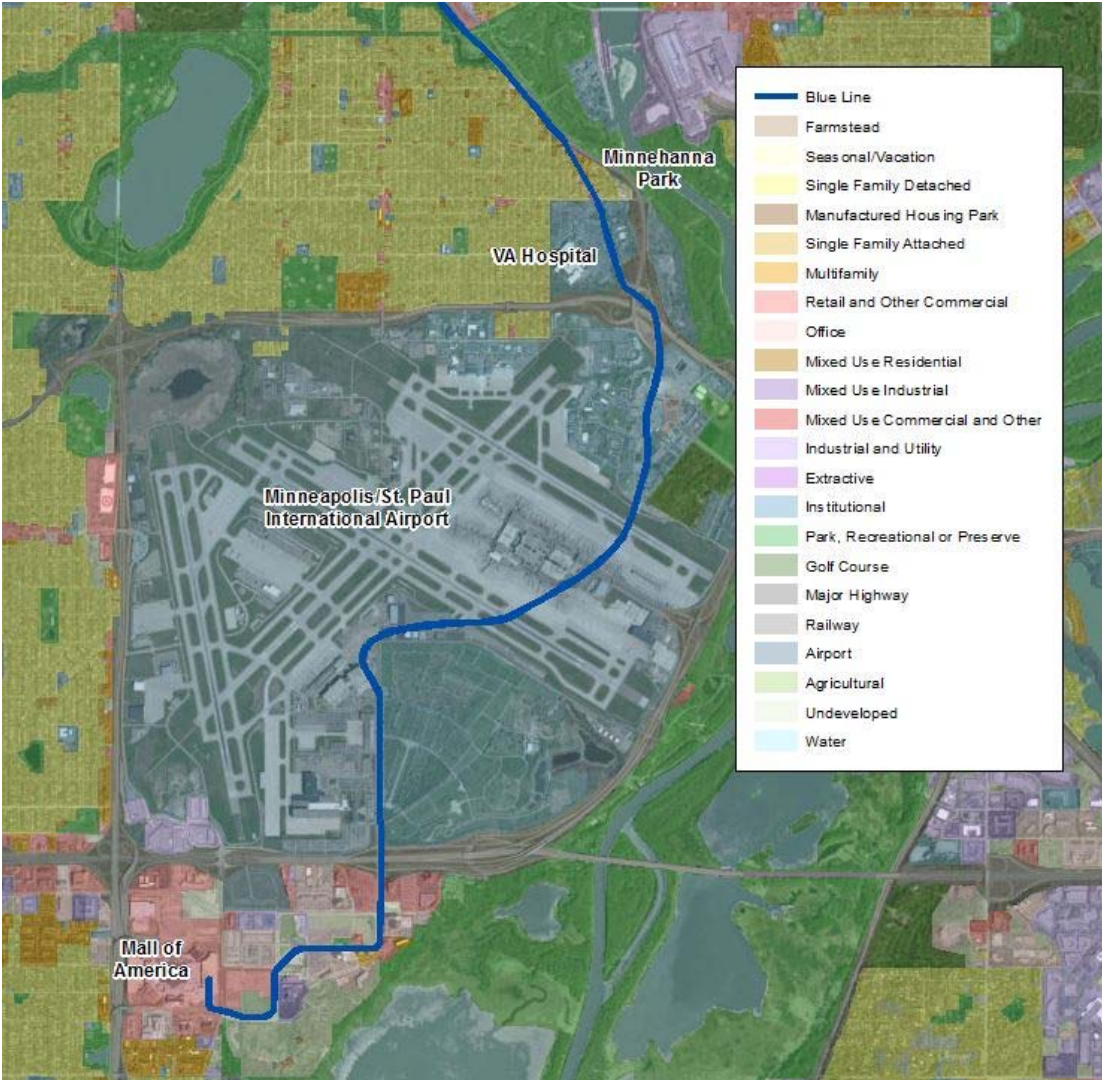 Minnehanna
Park
VA Hospital
Minneapolis/St. Paul
International Airport
Mall of
America
Blue Line
Farmstead
Seasonal/Vacation
Single Family Detached
Manufactured Housing Park
Single Family Attached
Multifamily
Retail and Other Commercial
Office
Mixed Use Residential
Mixed Use Industrial
Mixed Use Commercial and Other
Industrial and Utility
Extractive
Institutional
Park, Recreational or Preserve
Golf Course
Major Highway
Railway
Airport
Agricultural
Undeveloped
Water